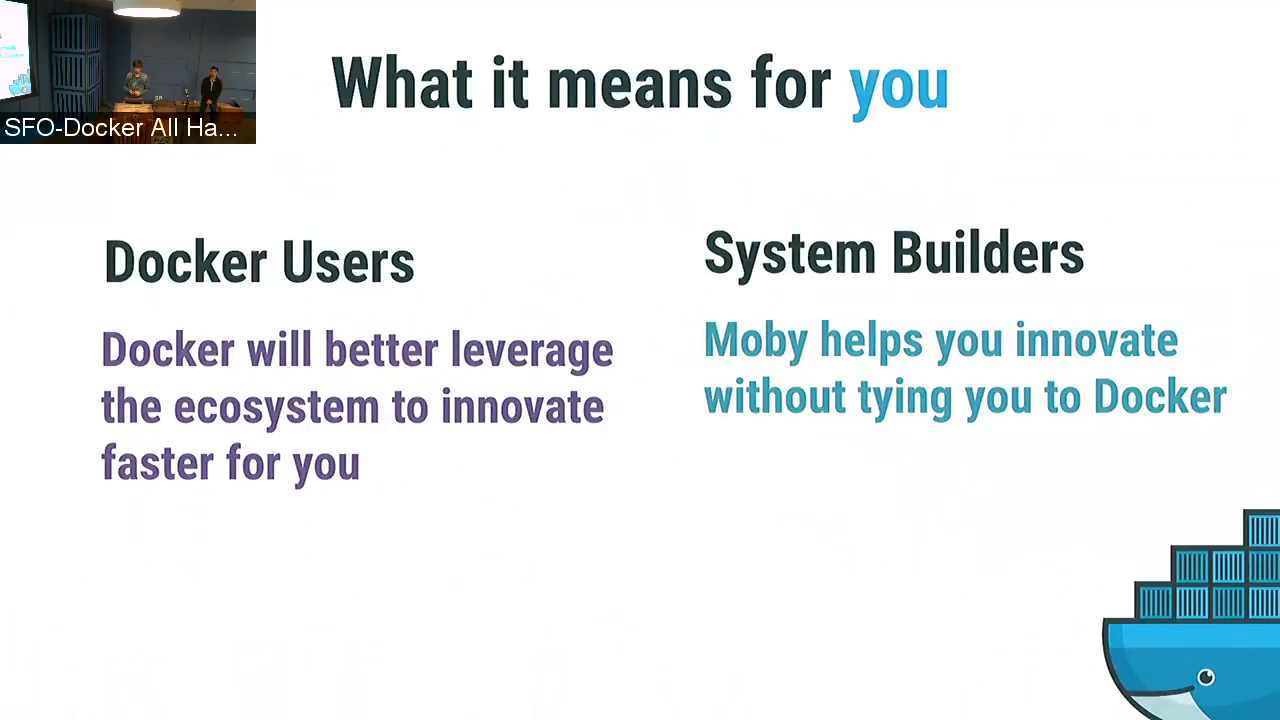 SFO-Docker All Ha...
What it means for you
Docker Users
Docker will better leverage
the ecosystem to innovate
faster for you
System Builders
Moby helps you innovate
without tying you to Docker